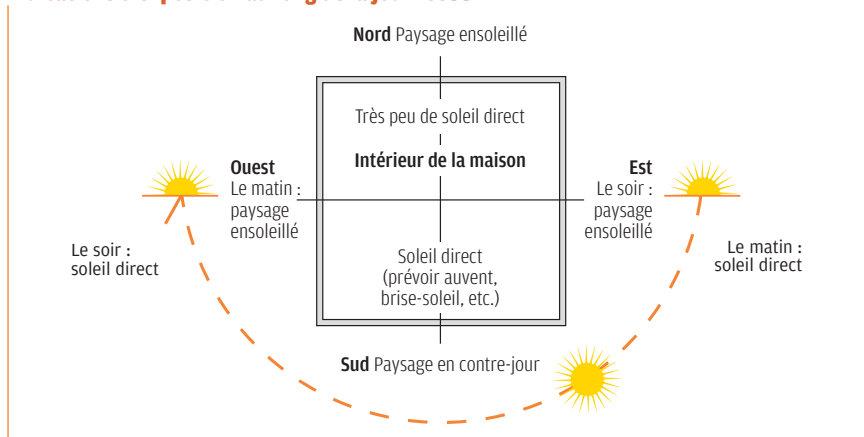 Nord Paysage ensoleillé
Très peu de soleil direct
Intérieur de la maison
Ouest
Le matin :
paysage
ensoleillé
Est
Le soir :
paysage
ensoleillé
Le soir :
soleil direct
Le matin :
soleil direct
Soleil direct
(prévoir auvent,
brise-soleil, etc.)
Sud Paysage en contre-jour